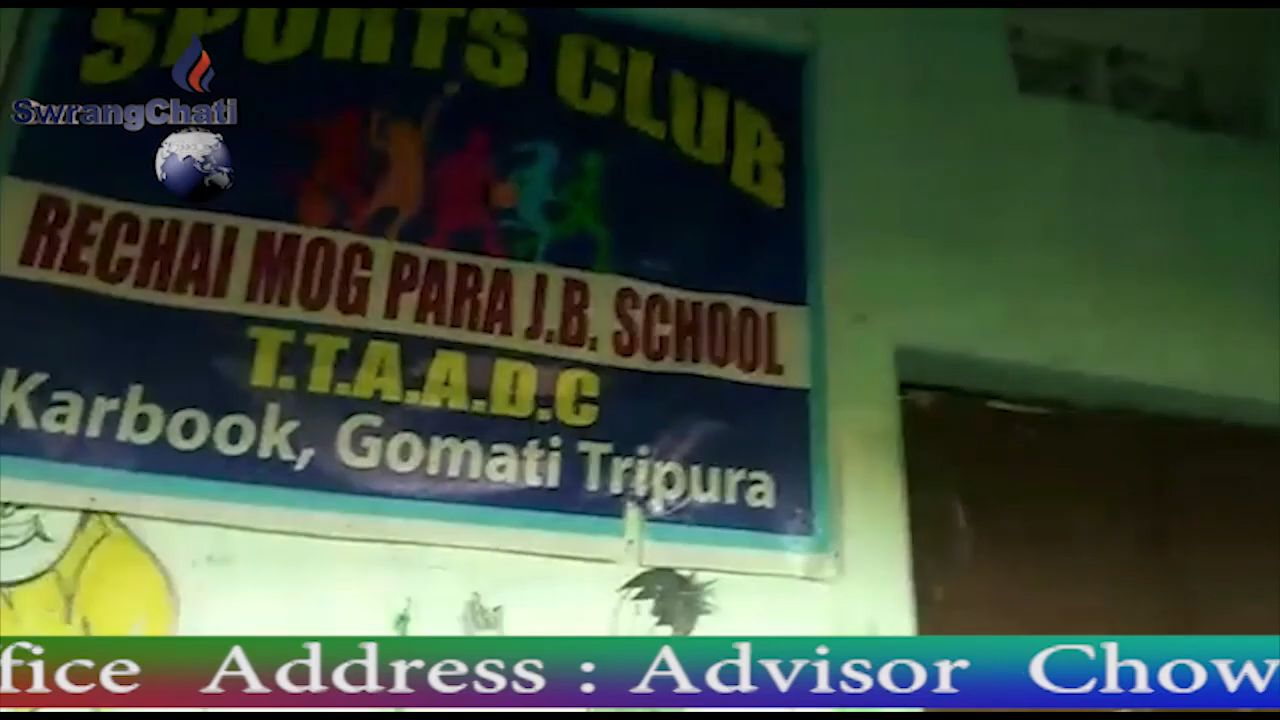 SPORTS CLUB
SwrangChati
RECHAI MOG PARA J.B. SCHOOL
T.T.A.A.D.C
Karbook, Gomati Tripura
fice Address : Advisor Chow